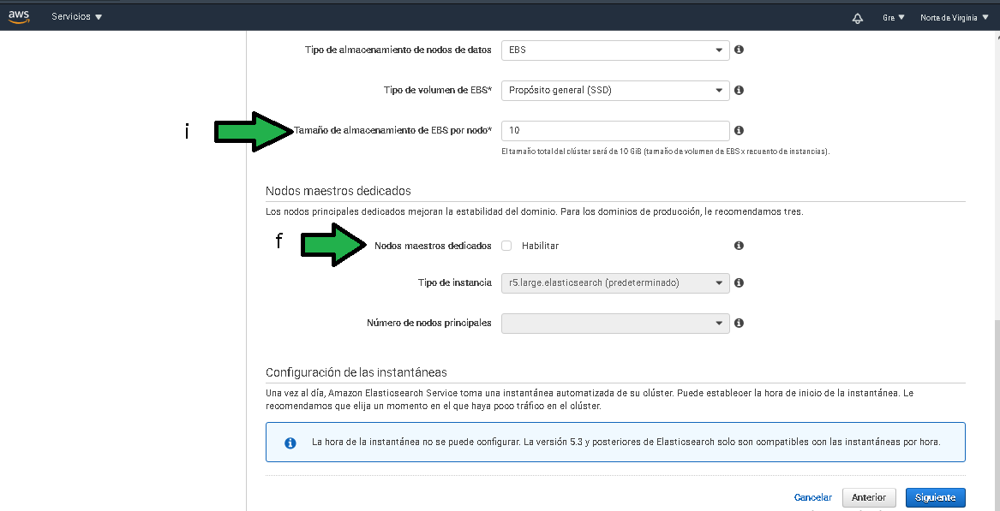 aws Servicios Gre Norte de Virginia
Tipo de almacenamiento de nodos de datos EBS
Tipo de volumen de EBS* Propósito general (SSD)
i Tamaño de almacenamiento de EBS por nodo* 10
El tamaño total del clúster será de 10 GiB (tamaño de volumen de EBS x recuento de instancias).
Nodos maestros dedicados
Los nodos principales dedicados mejoran la estabilidad del dominio. Para los dominios de producción, le recomendamos tres.
f Nodos maestros dedicados Habilitar
Tipo de instancia r5.large.elasticsearch (predeterminado)
Número de nodos principales
Configuración de las instantáneas
Una vez al día, Amazon Elasticsearch Service toma una instantánea automatizada de su clúster. Puede establecer la hora de inicio de la instantánea. Le
recomendamos que elija un momento en el que haya poco tráfico en el clúster.
La hora de la instantánea no se puede configurar. La versión 5.3 y posteriores de Elasticsearch solo son compatibles con las instantáneas por hora.
Cancelar Anterior Siguiente